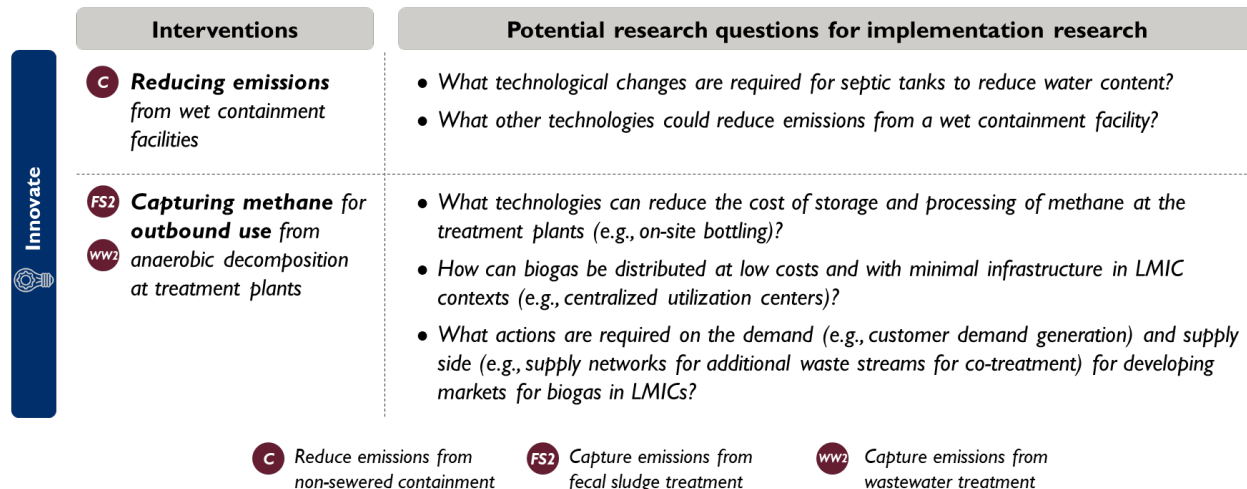 Interventions
Potential research questions for implementation research
Innovate
C
Reducing emissions
from wet containment
facilities
• What technological changes are required for septic tanks to reduce water content?
• What other technologies could reduce emissions from a wet containment facility?
FS2
WW2
Capturing methane for
outbound use from
anaerobic decomposition
at treatment plants
• What technologies can reduce the cost of storage and processing of methane at the
treatment plants (e.g., on-site bottling)?
• How can biogas be distributed at low costs and with minimal infrastructure in LMIC
contexts (e.g., centralized utilization centers)?
• What actions are required on the demand (e.g., customer demand generation) and supply
side (e.g., supply networks for additional waste streams for co-treatment) for developing
markets for biogas in LMICs?
C
Reduce emissions from
non-sewered containment
FS2
Capture emissions from
fecal sludge treatment
WW2
Capture emissions from
wastewater treatment